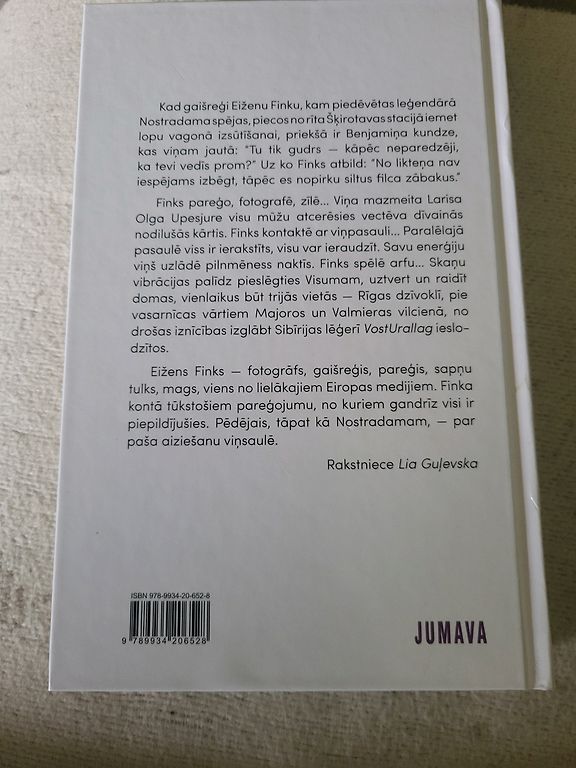 Kad gaišreģi Eiženu Finku, kam piedēvētas leģendārā
Nostradama spējas, piecos no rīta Šķirotavas stacijā iemet
lopu vagonā izsūtīšanai, priekšā ir Benjamiņa kundze,
kas viņam jautā: “Tu tik gudrs — kāpēc neparedzēji,
ka tevi vedīs prom?” Uz ko Finks atbild: “No likteņa nav
iespējams izbēgt, tāpēc es nopirku siltus filca zābakus.”
Finks pareģo, fotografē, zīlē... Viņa mazmeita Larisa
Olga Upesjure visu mūžu atcerēsies vectēva dīvainās
nodilušās kārtis. Finks kontaktē ar viņpasauli... Paralēlajā
pasaulē viss ir ierakstīts, visu var ieraudzīt. Savu enerģiju
viņš uzlādē pilnmēness naktīs. Finks spēlē arfu... Skaņu
vibrācijas palīdz pieslēgties Visumam, uztvert un raidīt
domas, vienlaikus būt trijās vietās — Rīgas dzīvoklī, pie
vasarnīcas vārtiem Majoros un Valmieras vilcienā, no
drošas iznīcības izglābt Sibīrijas lēģerī VostUrallag ieslo-
dzītos.
Eižens Finks — fotogrāfs, gaišreģis, pareģis, sapņu
tulks, mags, viens no lielākajiem Eiropas medijiem. Finka
kontā tūkstošiem pareģojumu, no kuriem gandrīz visi ir
piepildījušies. Pēdējais, tāpat kā Nostradamam, — par
paša aiziešanu viņsaulē.
Rakstniece Lia Guļevska
ISBN 978-9934-20-652-8
9 789934 206528
JUMAVA